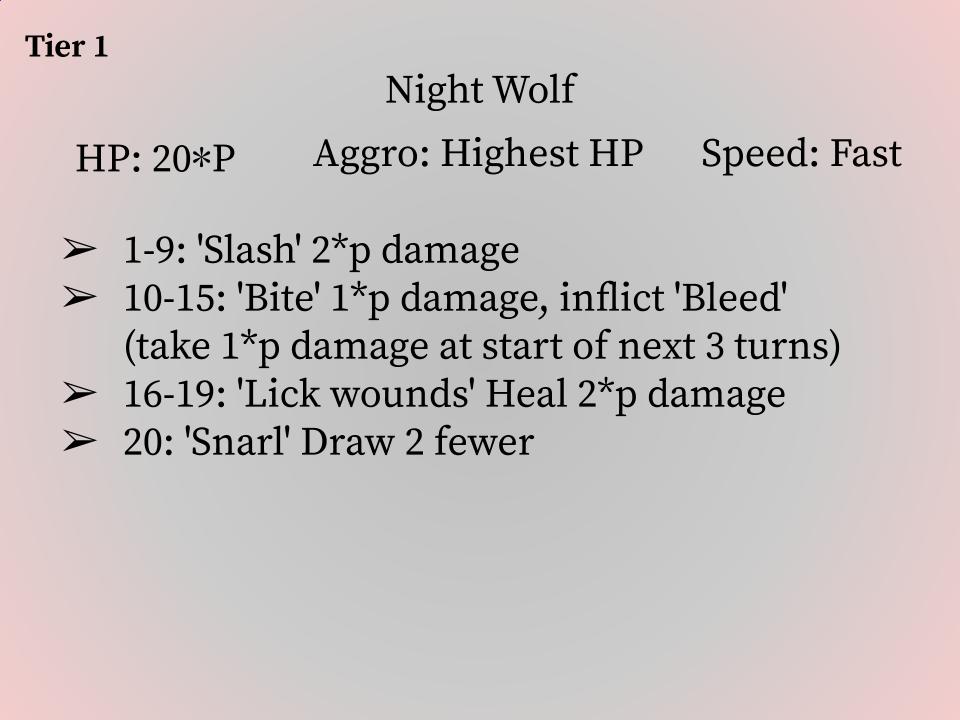 Tier 1
Night Wolf
HP: 20*P
Aggro: Highest HP
Speed: Fast
➢ 1-9: 'Slash' 2*p damage
➢ 10-15: 'Bite' 1*p damage, inflict 'Bleed'
(take 1*p damage at start of next 3 turns)
➢ 16-19: 'Lick wounds' Heal 2*p damage
➢ 20: 'Snarl' Draw 2 fewer